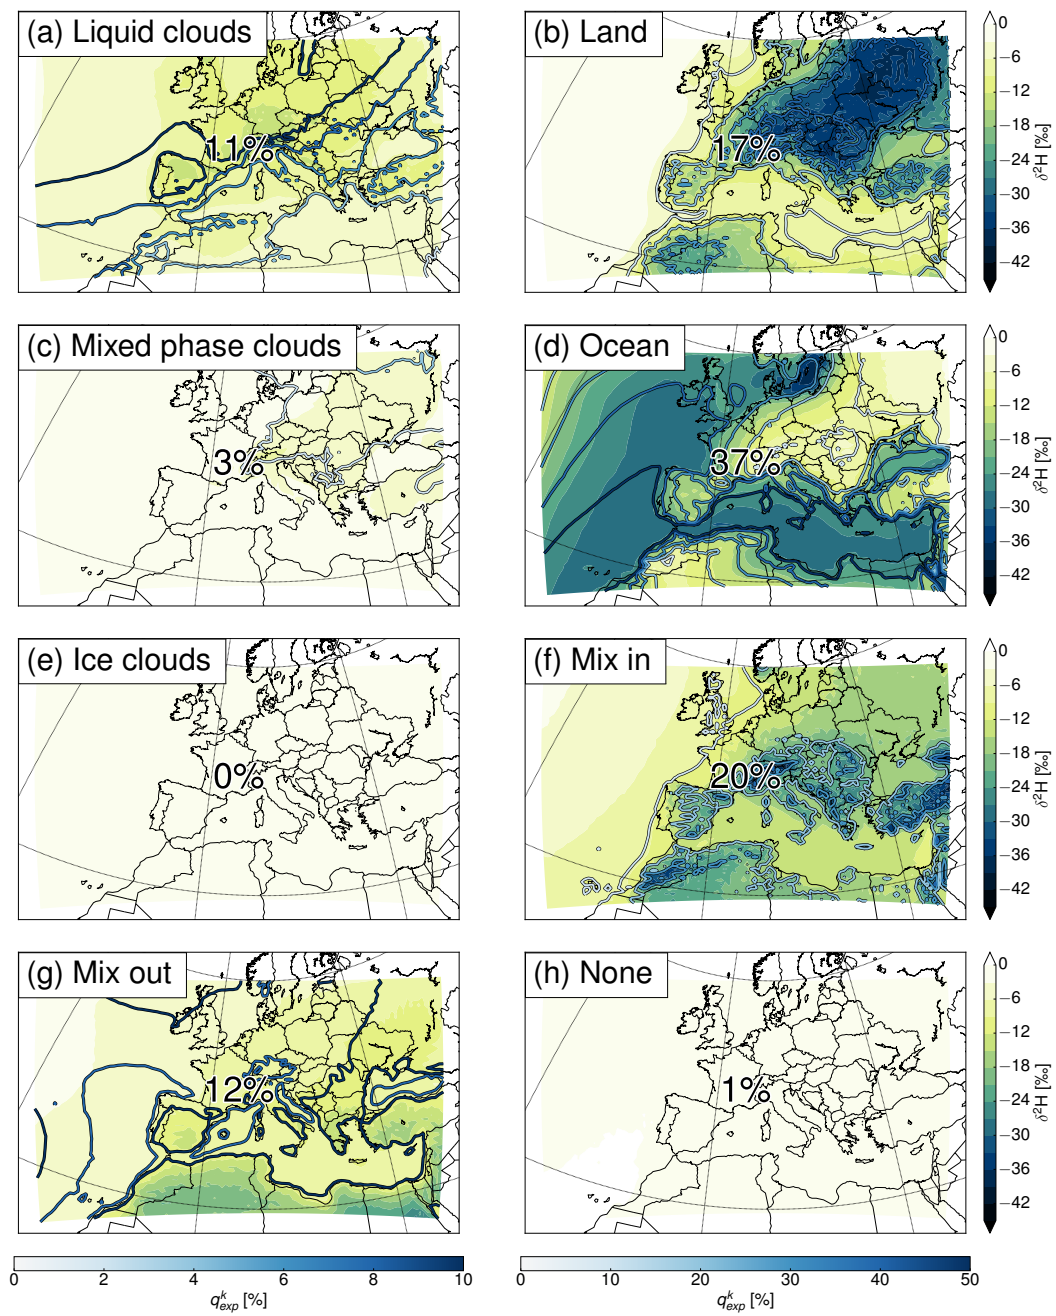 (a) Liquid clouds
11%
(b) Land
17%
0
−6
−12
−18
−24
−30
−36
−42
δ²H [‰]
(c) Mixed phase clouds
3%
(d) Ocean
37%
0
−6
−12
−18
−24
−30
−36
−42
δ²H [‰]
(e) Ice clouds
0%
(f) Mix in
20%
0
−6
−12
−18
−24
−30
−36
−42
δ²H [‰]
(g) Mix out
12%
(h) None
1%
0
−6
−12
−18
−24
−30
−36
−42
δ²H [‰]
0 2 4 6 8 10
q^k_exp [%]
0 10 20 30 40 50
q^k_exp [%]